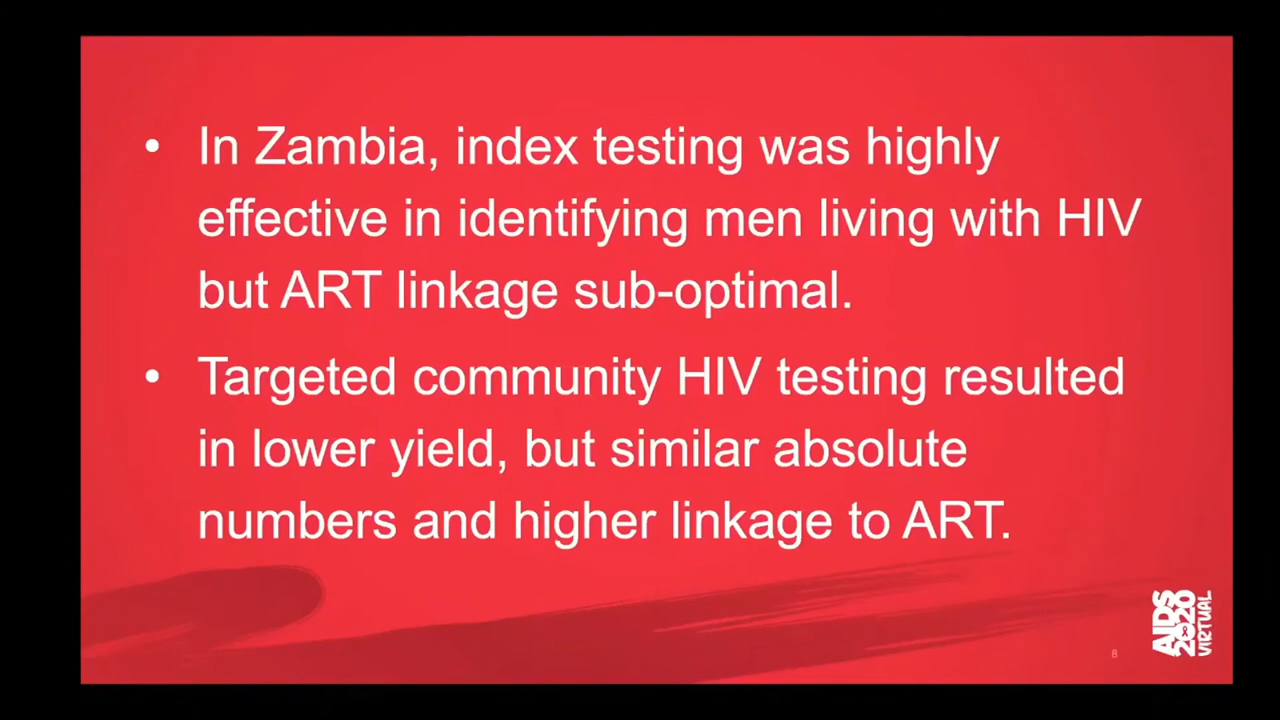 • In Zambia, index testing was highly
effective in identifying men living with HIV
but ART linkage sub-optimal.
• Targeted community HIV testing resulted
in lower yield, but similar absolute
numbers and higher linkage to ART.
8
AIDS
2020
VIRTUAL